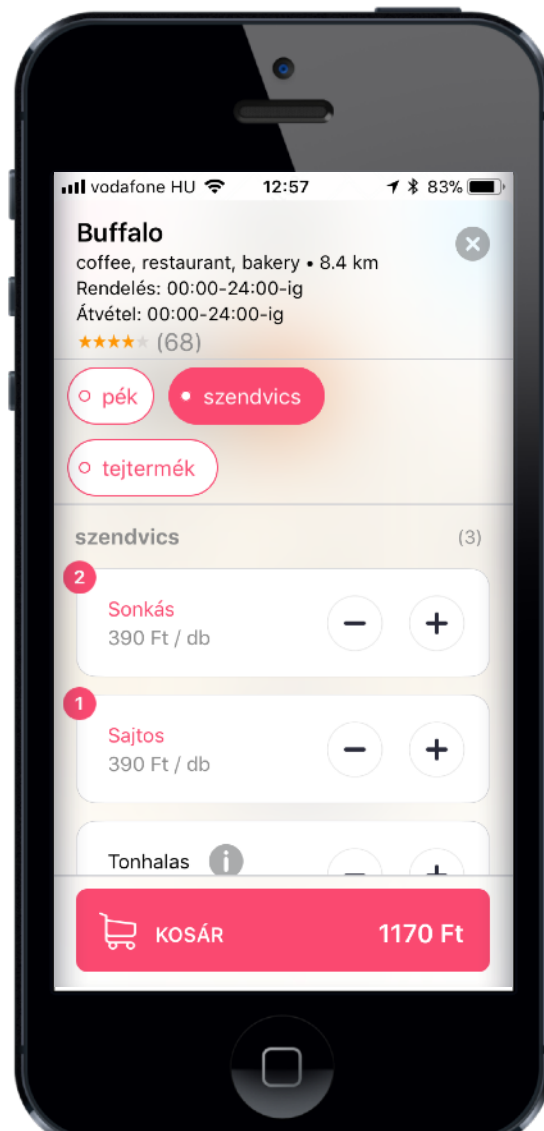 vodafone HU 12:57 83%
Buffalo
coffee, restaurant, bakery • 8.4 km
Rendelés: 00:00-24:00-ig
Átvétel: 00:00-24:00-ig
(68)
pék szendvics
tejtermék
szendvics (3)
2
Sonkás
390 Ft / db
1
Sajtos
390 Ft / db
Tonhalas i
KOSÁR 1170 Ft